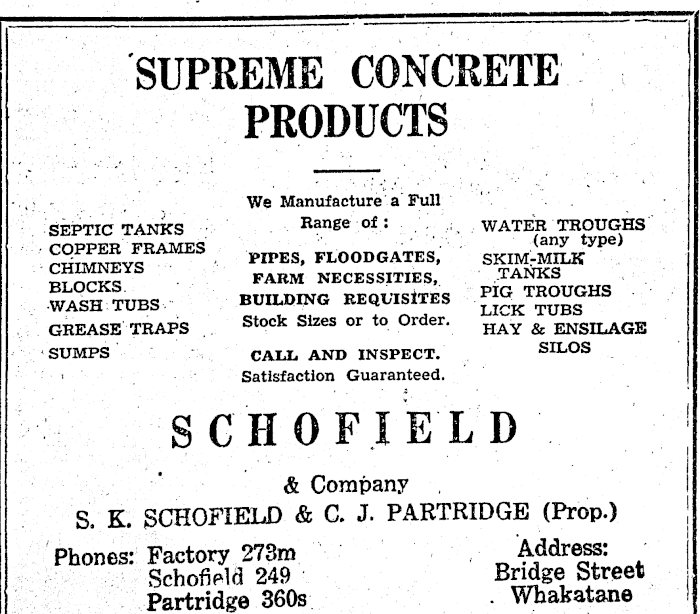 SUPREME CONCRETE
PRODUCTS
We Manufacture a Full
Range of :
SEPTIC TANKS
COPPER FRAMES
CHIMNEYS
BLOCKS
WASH TUBS
GREASE TRAPS
SUMPS
PIPES, FLOODGATES,
FARM NECESSITIES,
BUILDING REQUISITES
Stock Sizes or to Order.
CALL AND INSPECT.
Satisfaction Guaranteed.
WATER TROUGHS
(any type)
SKIM-MILK
TANKS
PIG TROUGHS
LICK TUBS
HAY & ENSILAGE
SILOS
SCHOFIELD
& Company
S. K. SCHOFIELD & C. J. PARTRIDGE (Prop.)
Phones: Factory 273m
Schofield 249
Partridge 360s
Address:
Bridge Street
Whakatane